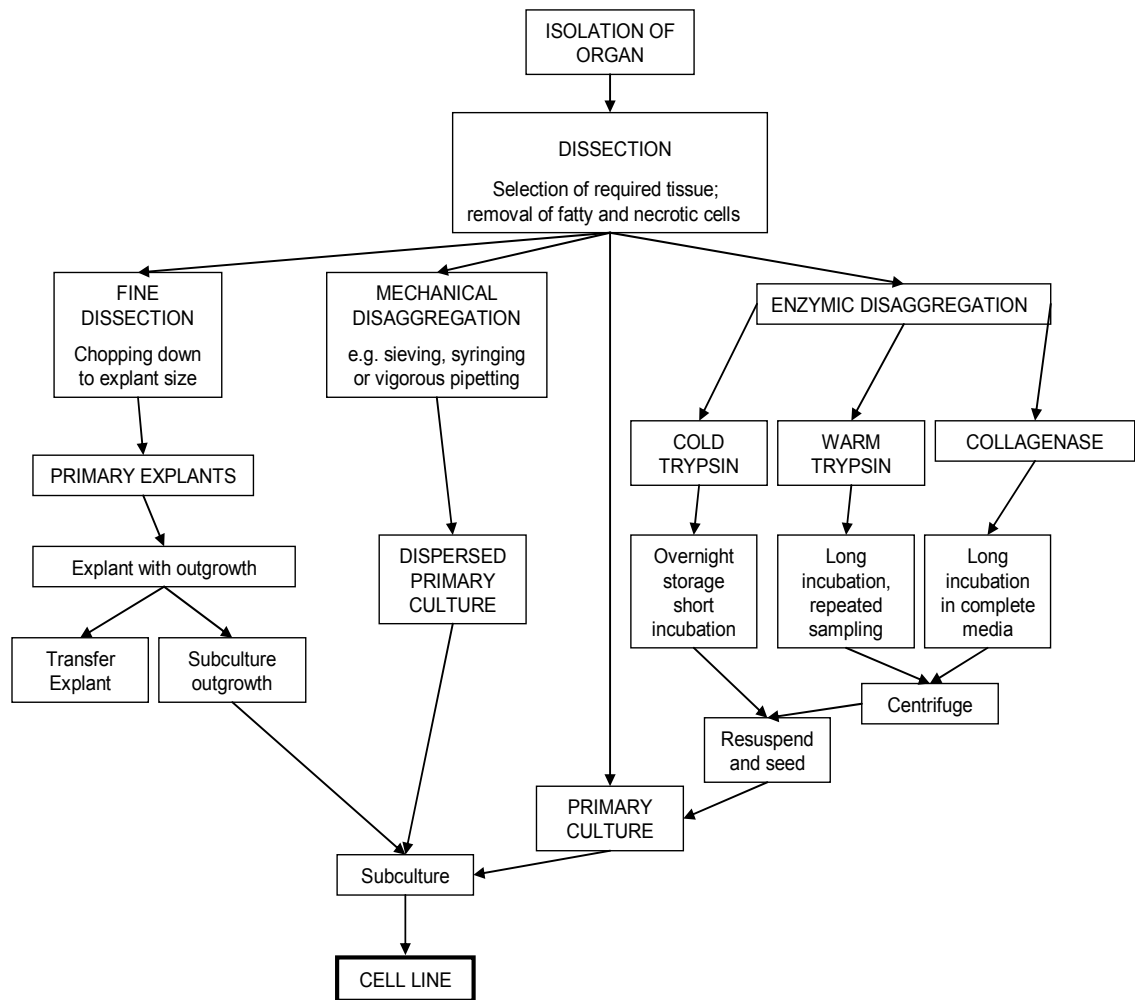 ISOLATION OF
ORGAN
DISSECTION
Selection of required tissue;
removal of fatty and necrotic cells
FINE
DISSECTION
Chopping down
to explant size
MECHANICAL
DISAGGREGATION
e.g. sieving, syringing
or vigorous pipetting
ENZYMIC DISAGGREGATION
COLD
TRYPSIN
WARM
TRYPSIN
COLLAGENASE
PRIMARY EXPLANTS
Explant with outgrowth
DISPERSED
PRIMARY
CULTURE
Overnight
storage
short
incubation
Long
incubation,
repeated
sampling
Long
incubation
in complete
media
Transfer
Explant
Subculture
outgrowth
Centrifuge
Resuspend
and seed
PRIMARY
CULTURE
Subculture
CELL LINE